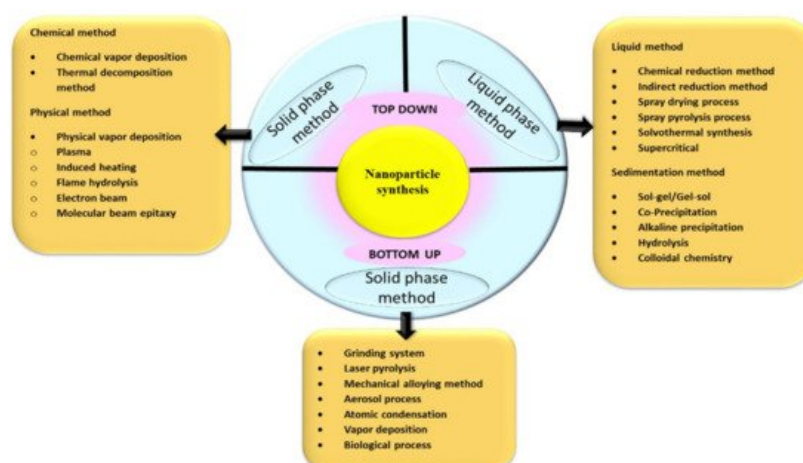 Chemical method
• Chemical vapor deposition
• Thermal decomposition
method
Physical method
• Physical vapor deposition
o Plasma
o Induced heating
o Flame hydrolysis
o Electron beam
o Molecular beam epitaxy
Solid phase
method
TOP DOWN
Liquid phase
method
Nanoparticle
synthesis
BOTTOM UP
Solid phase
method
Liquid method
• Chemical reduction method
• Indirect reduction method
• Spray drying process
• Spray pyrolysis process
• Solvothermal synthesis
• Supercritical
Sedimentation method
• Sol-gel/Gel-sol
• Co-Precipitation
• Alkaline precipitation
• Hydrolysis
• Colloidal chemistry
• Grinding system
• Laser pyrolysis
• Mechanical alloying method
• Aerosol process
• Atomic condensation
• Vapor deposition
• Biological process